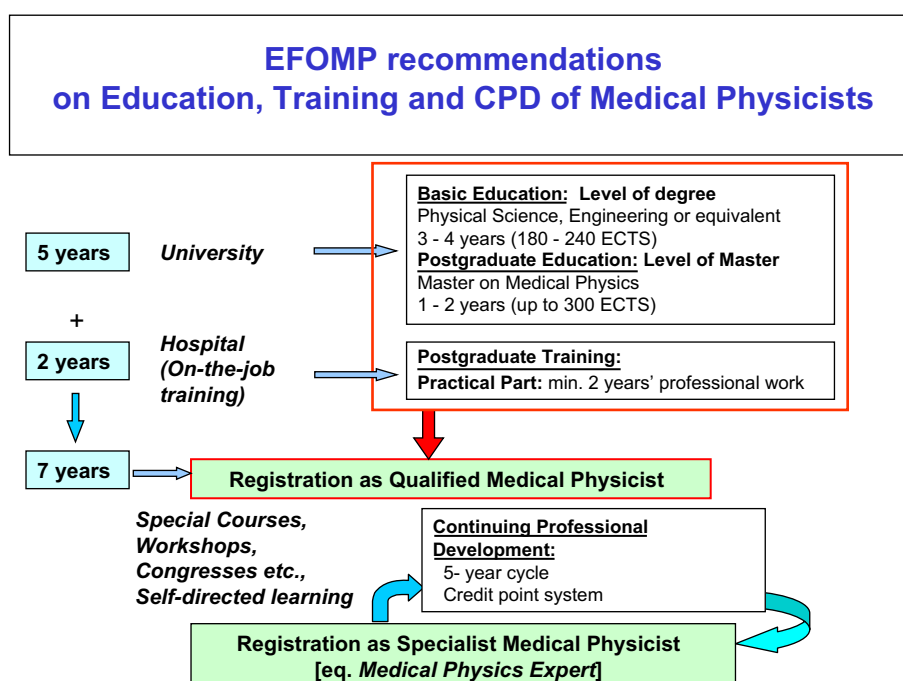 EFOMP recommendations
on Education, Training and CPD of Medical Physicists
5 years
University
Basic Education: Level of degree
Physical Science, Engineering or equivalent
3 - 4 years (180 - 240 ECTS)
Postgraduate Education: Level of Master
Master on Medical Physics
1 - 2 years (up to 300 ECTS)
+
2 years
Hospital
(On-the-job
training)
Postgraduate Training:
Practical Part: min. 2 years’ professional work
7 years
Registration as Qualified Medical Physicist
Special Courses,
Workshops,
Congresses etc.,
Self-directed learning
Continuing Professional
Development:
5- year cycle
Credit point system
Registration as Specialist Medical Physicist
[eq. Medical Physics Expert]